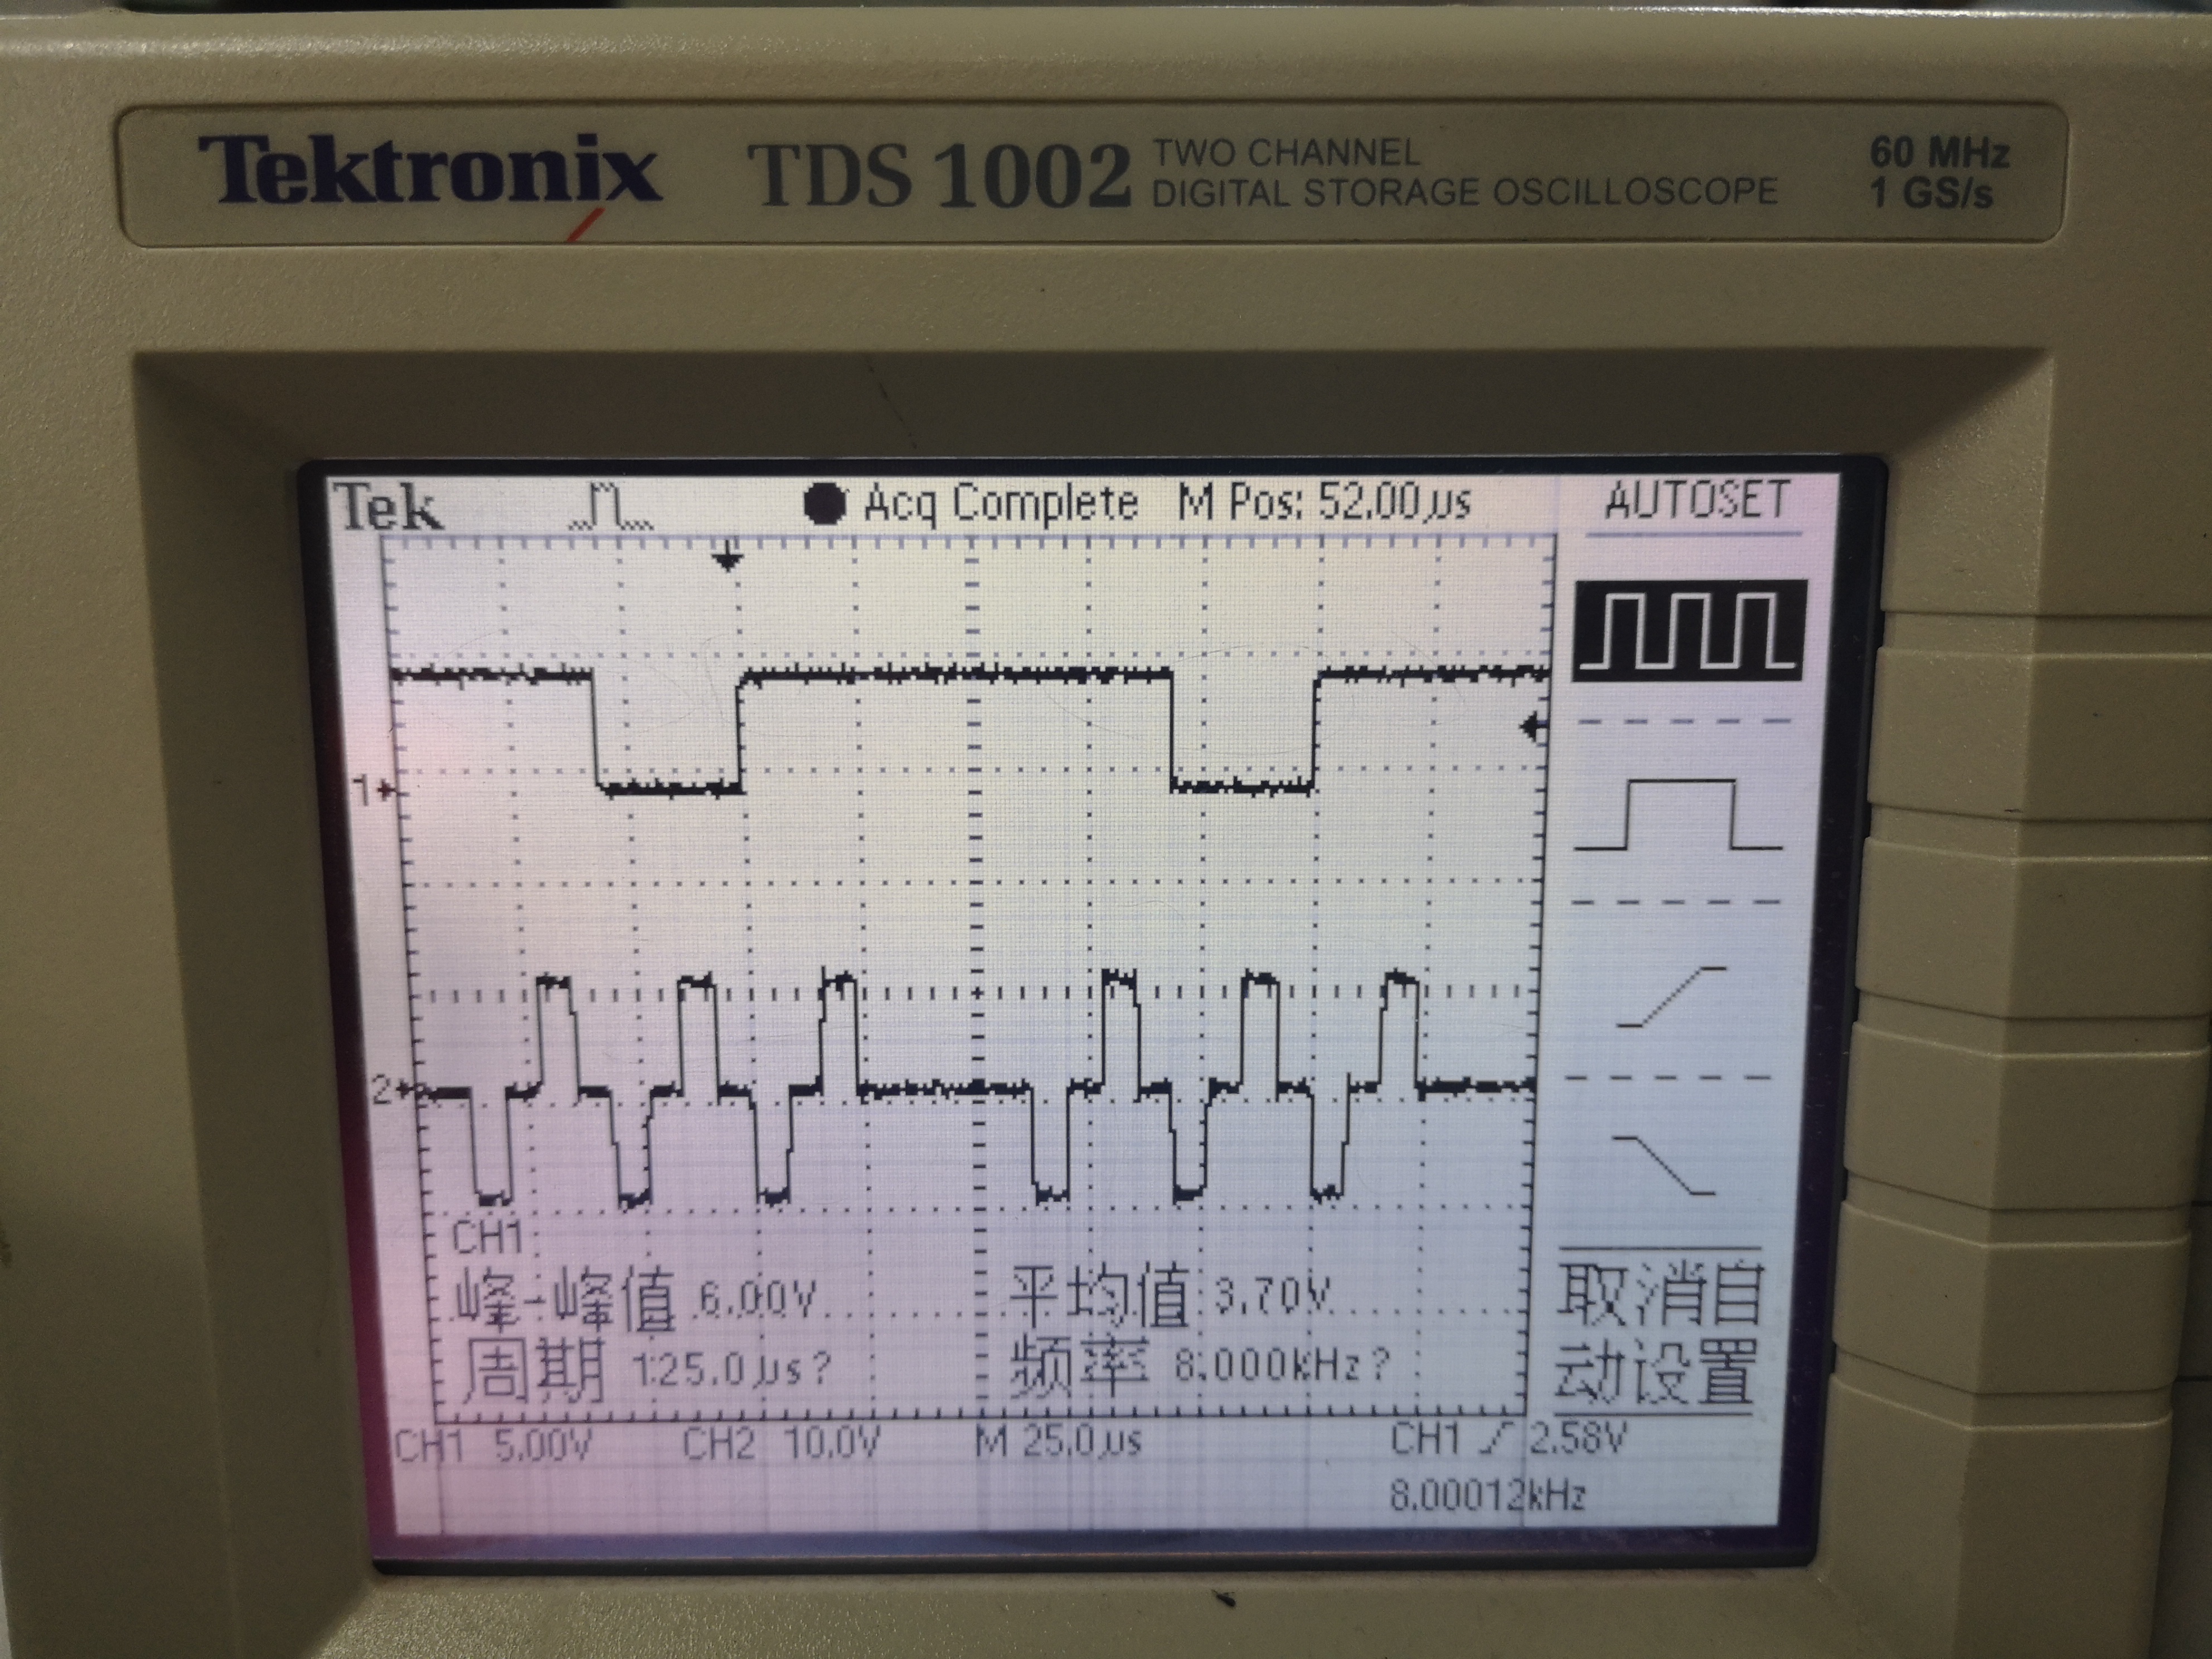 Tektronix TDS 1002 TWO CHANNEL 60 MHz
DIGITAL STORAGE OSCILLOSCOPE 1 GS/s
Tek Acq Complete M Pos: 52.00µs AUTOSET
1
2
CH1
峰-峰值 6.00V 平均值 3.70V
周期 125.0µs? 频率 8.000kHz?
取消自
动设置
CH1 5.00V CH2 10.0V M 25.0µs CH1 2.58V
8.00012kHz